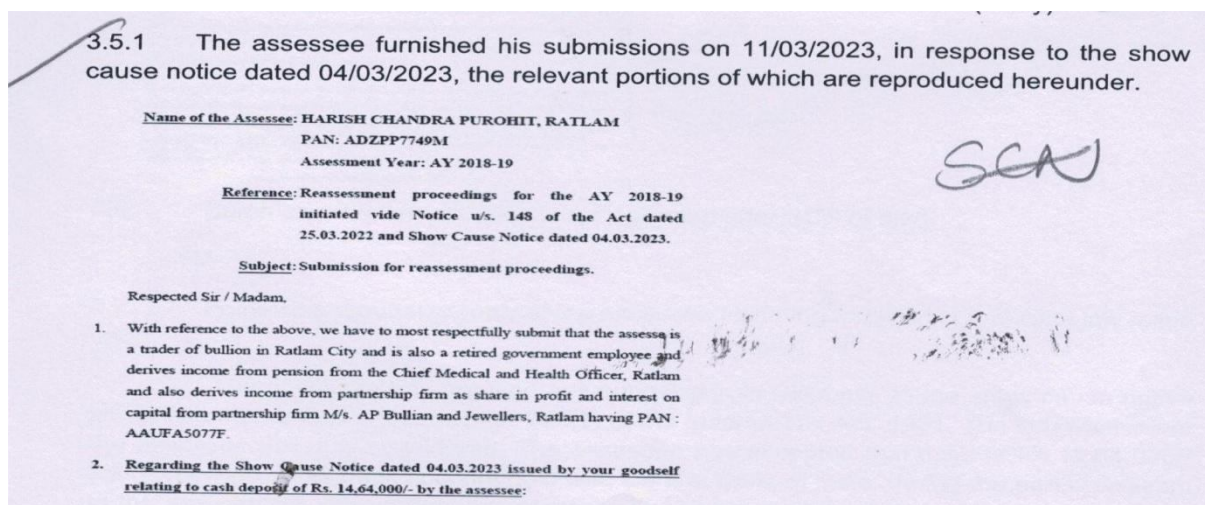 3.5.1 The assessee furnished his submissions on 11/03/2023, in response to the show
cause notice dated 04/03/2023, the relevant portions of which are reproduced hereunder.
Name of the Assessee: HARISH CHANDRA PUROHIT, RATLAM
PAN: ADZPP7749M
Assessment Year: AY 2018-19
Reference: Reassessment proceedings for the AY 2018-19
initiated vide Notice u/s. 148 of the Act dated
25.03.2022 and Show Cause Notice dated 04.03.2023.
SCN
Subject: Submission for reassessment proceedings.
Respected Sir / Madam,
1. With reference to the above, we have to most respectfully submit that the assesse is
a trader of bullion in Ratlam City and is also a retired government employee and
derives income from pension from the Chief Medical and Health Officer, Ratlam
and also derives income from partnership firm as share in profit and interest on
capital from partnership firm M/s. AP Bullian and Jewellers, Ratlam having PAN :
AAUFA5077F.
2. Regarding the Show Cause Notice dated 04.03.2023 issued by your goodself
relating to cash deposit of Rs. 14,64,000/- by the assessee: